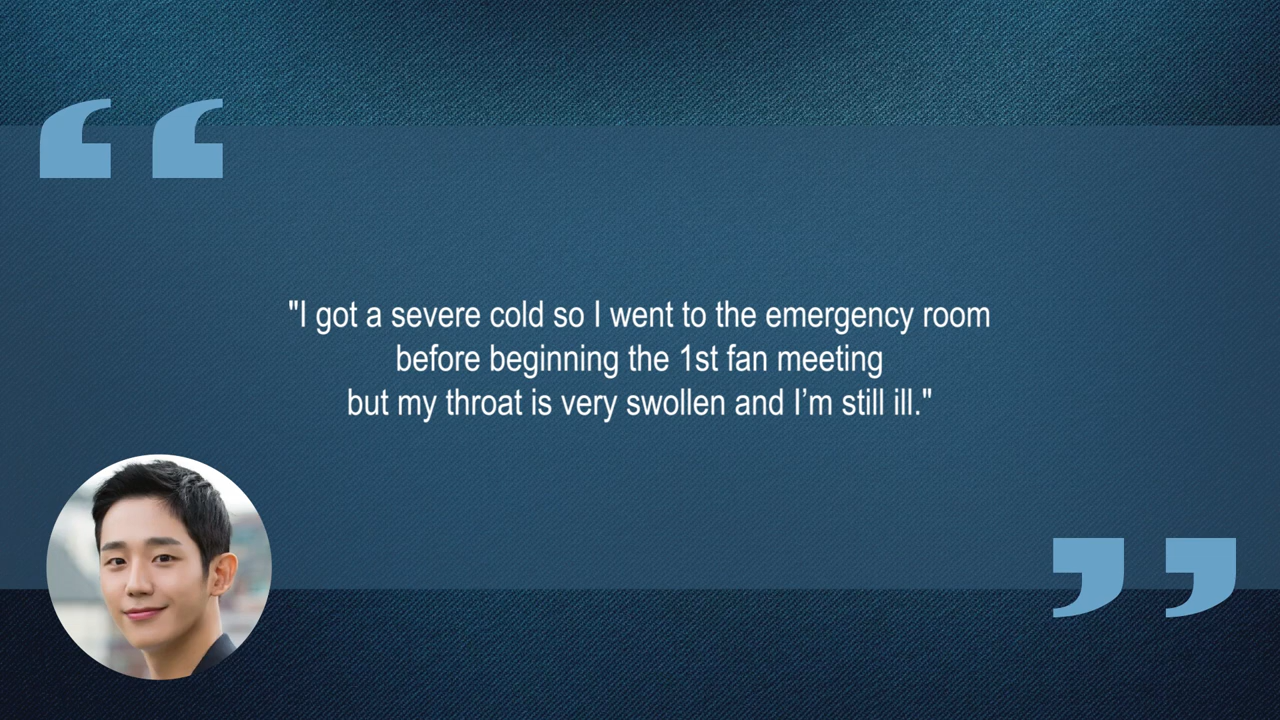 "I got a severe cold so I went to the emergency room
before beginning the 1st fan meeting
but my throat is very swollen and I’m still ill."